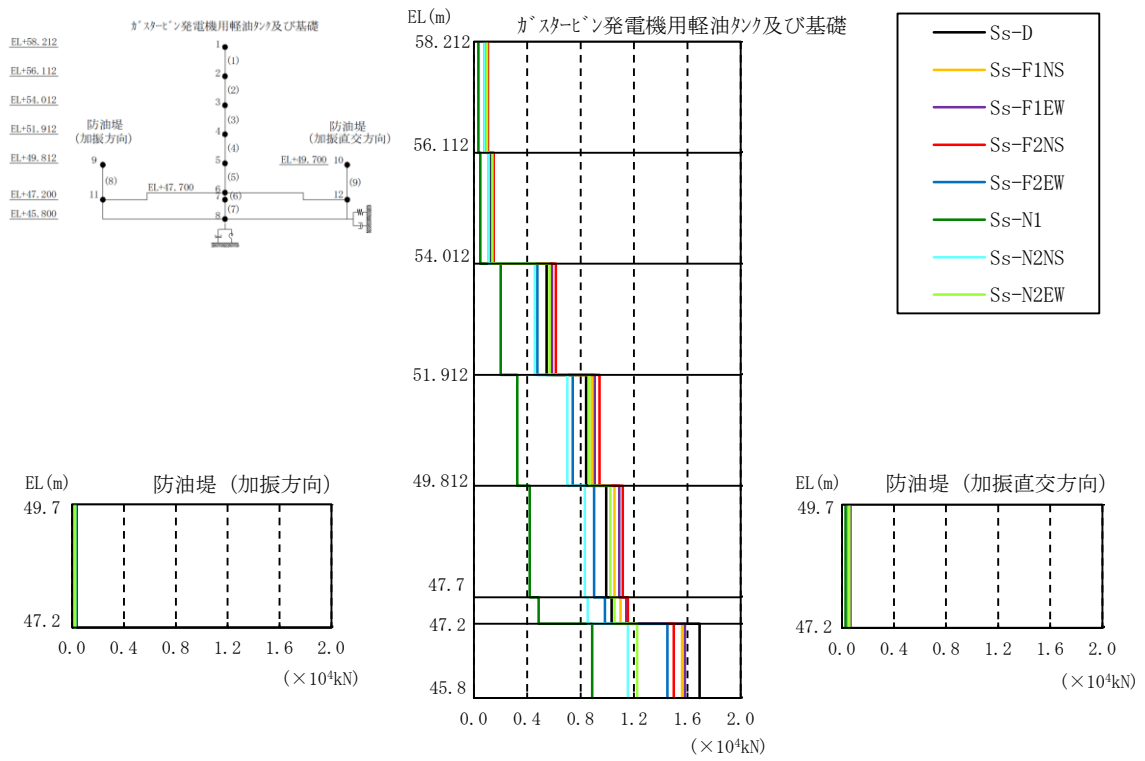 ｶﾞｽﾀｰﾋﾞﾝ発電機用軽油ﾀﾝｸ及び基礎
EL+58.212
EL+56.112
EL+54.012
EL+51.912
EL+49.812
EL+47.200
EL+45.800
1
(1)
2
(2)
3
(3)
4
(4)
5
(5)
6
(6)
7
(7)
8
防油堤
(加振方向)
9
(8)
11
EL+47.700
防油堤
(加振直交方向)
EL+49.700
10
(9)
12
EL(m)
ｶﾞｽﾀｰﾋﾞﾝ発電機用軽油ﾀﾝｸ及び基礎
58.212
56.112
54.012
51.912
49.812
47.7
47.2
45.8
0.0 0.4 0.8 1.2 1.6 2.0
(×10⁴kN)
Ss-D
Ss-F1NS
Ss-F1EW
Ss-F2NS
Ss-F2EW
Ss-N1
Ss-N2NS
Ss-N2EW
EL(m)
防油堤 (加振方向)
49.7
47.2
0.0 0.4 0.8 1.2 1.6 2.0
(×10⁴kN)
EL(m)
防油堤 (加振直交方向)
49.7
47.2
0.0 0.4 0.8 1.2 1.6 2.0
(×10⁴kN)